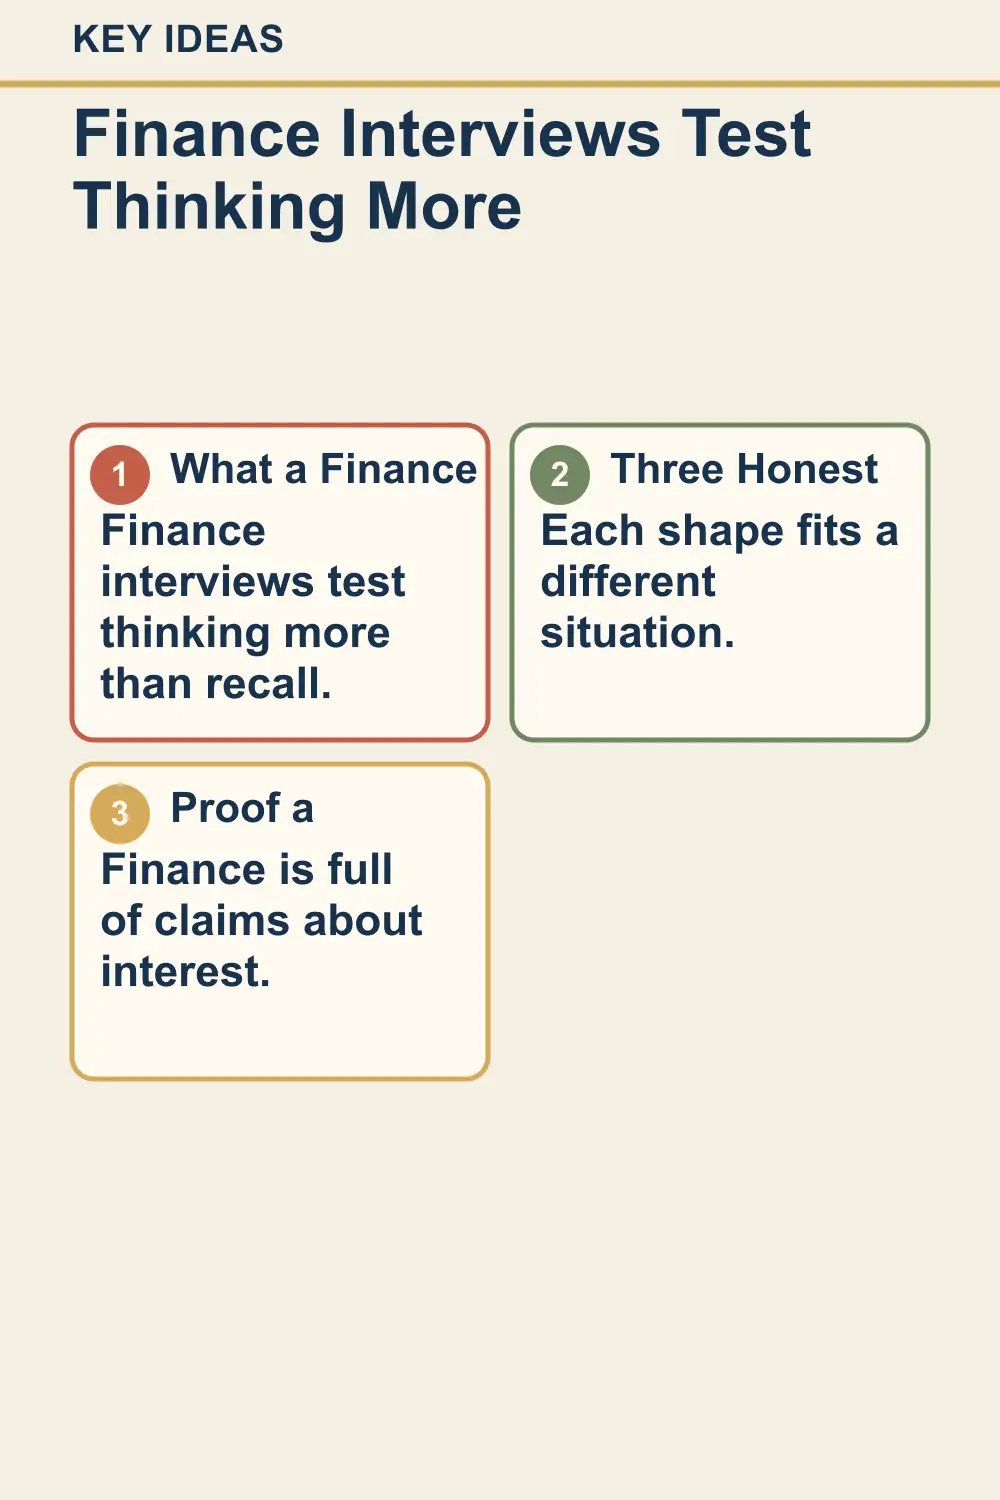 KEY IDEAS
Finance Interviews Test
Thinking More
1 What a Finance
Finance
interviews test
thinking more
than recall.
2 Three Honest
Each shape fits a
different
situation.
3 Proof a
Finance is full
of claims about
interest.